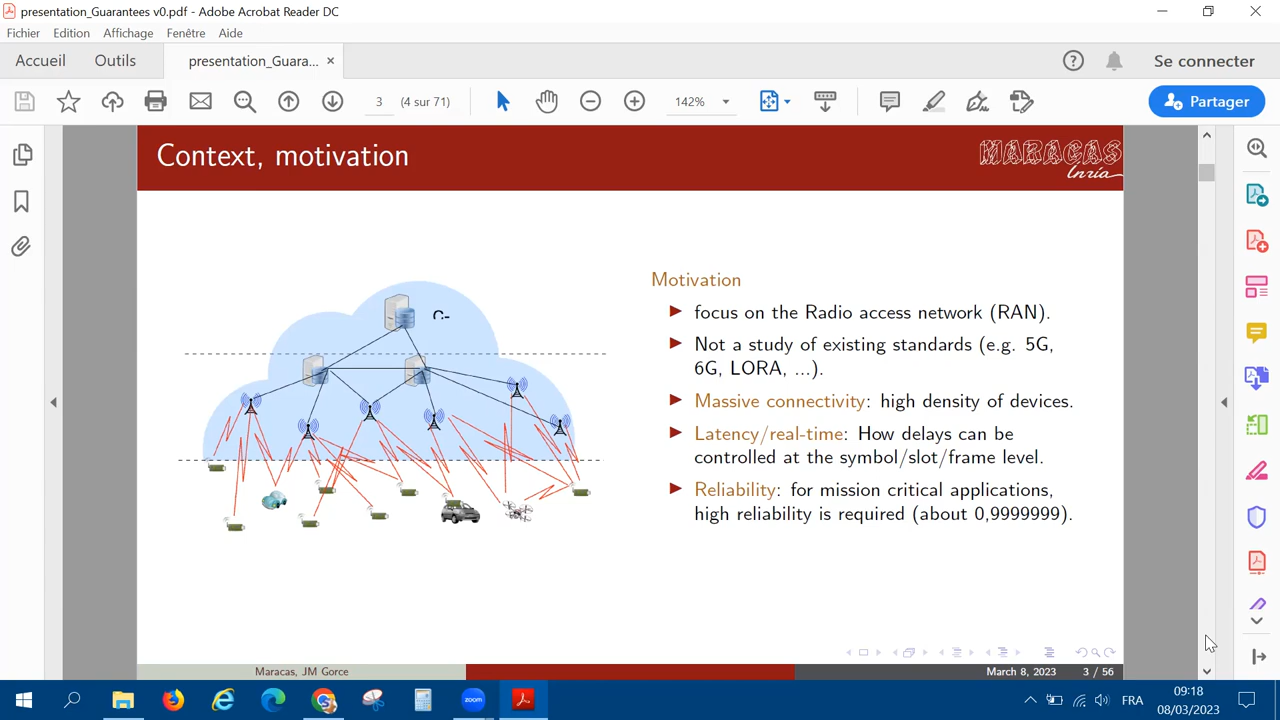 presentation_Guarantees v0.pdf - Adobe Acrobat Reader DC
Fichier Edition Affichage Fenêtre Aide
Accueil Outils presentation_Guara... × Se connecter
3 (4 sur 71) 142% Partager
Context, motivation
MARACAS
Inria
C-
Motivation
focus on the Radio access network (RAN).
Not a study of existing standards (e.g. 5G,
6G, LORA, ...).
Massive connectivity: high density of devices.
Latency/real-time: How delays can be
controlled at the symbol/slot/frame level.
Reliability: for mission critical applications,
high reliability is required (about 0,9999999).
Maracas, JM Gorce March 8, 2023 3 / 56
zoom FRA 09:18
08/03/2023